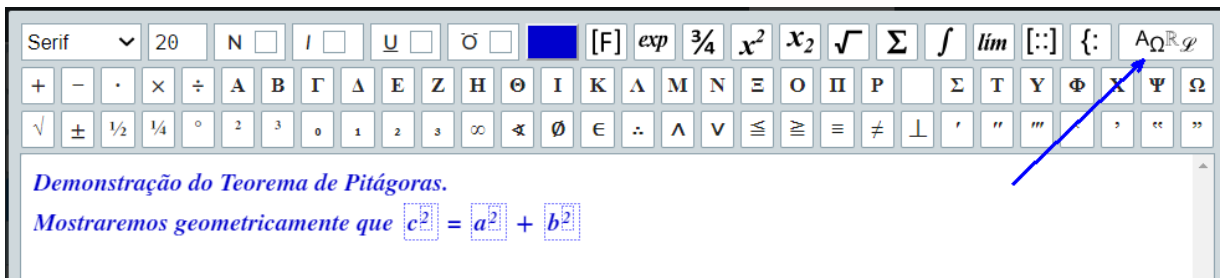 Serif 20 N I U Ö [F] exp ¾ x² x₂ √ Σ ∫ lím [::] {: AΩℝℒ
+ − · × ÷ Α Β Γ Δ Ε Ζ Η Θ Ι Κ Λ Μ Ν Ξ Ο Π Ρ Σ Τ Υ Φ Χ Ψ Ω
√ ± ½ ¼ ° ² ³ ₀ ₁ ₂ ₃ ∞ ∢ Ø ∈ ∴ ∧ ∨ ≦ ≧ ≡ ≠ ⊥ ′ ″ ‴ ‘ ’ “ ”
Demonstração do Teorema de Pitágoras.
Mostraremos geometricamente que c² = a² + b²